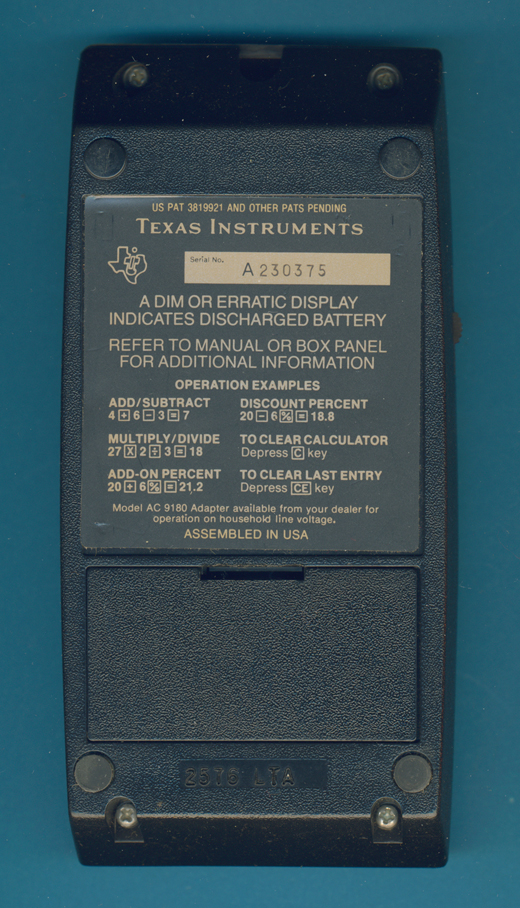 US PAT 3819921 AND OTHER PATS PENDING
TEXAS INSTRUMENTS
Serial No.
A230375
A DIM OR ERRATIC DISPLAY
INDICATES DISCHARGED BATTERY
REFER TO MANUAL OR BOX PANEL
FOR ADDITIONAL INFORMATION
OPERATION EXAMPLES
ADD/SUBTRACT
4 + 6 − 3 = 7
DISCOUNT PERCENT
20 − 6 % = 18.8
MULTIPLY/DIVIDE
27 X 2 ÷ 3 = 18
TO CLEAR CALCULATOR
Depress C key
ADD-ON PERCENT
20 + 6 % = 21.2
TO CLEAR LAST ENTRY
Depress CE key
Model AC 9180 Adapter available from your dealer for
operation on household line voltage.
ASSEMBLED IN USA
2576 LTA